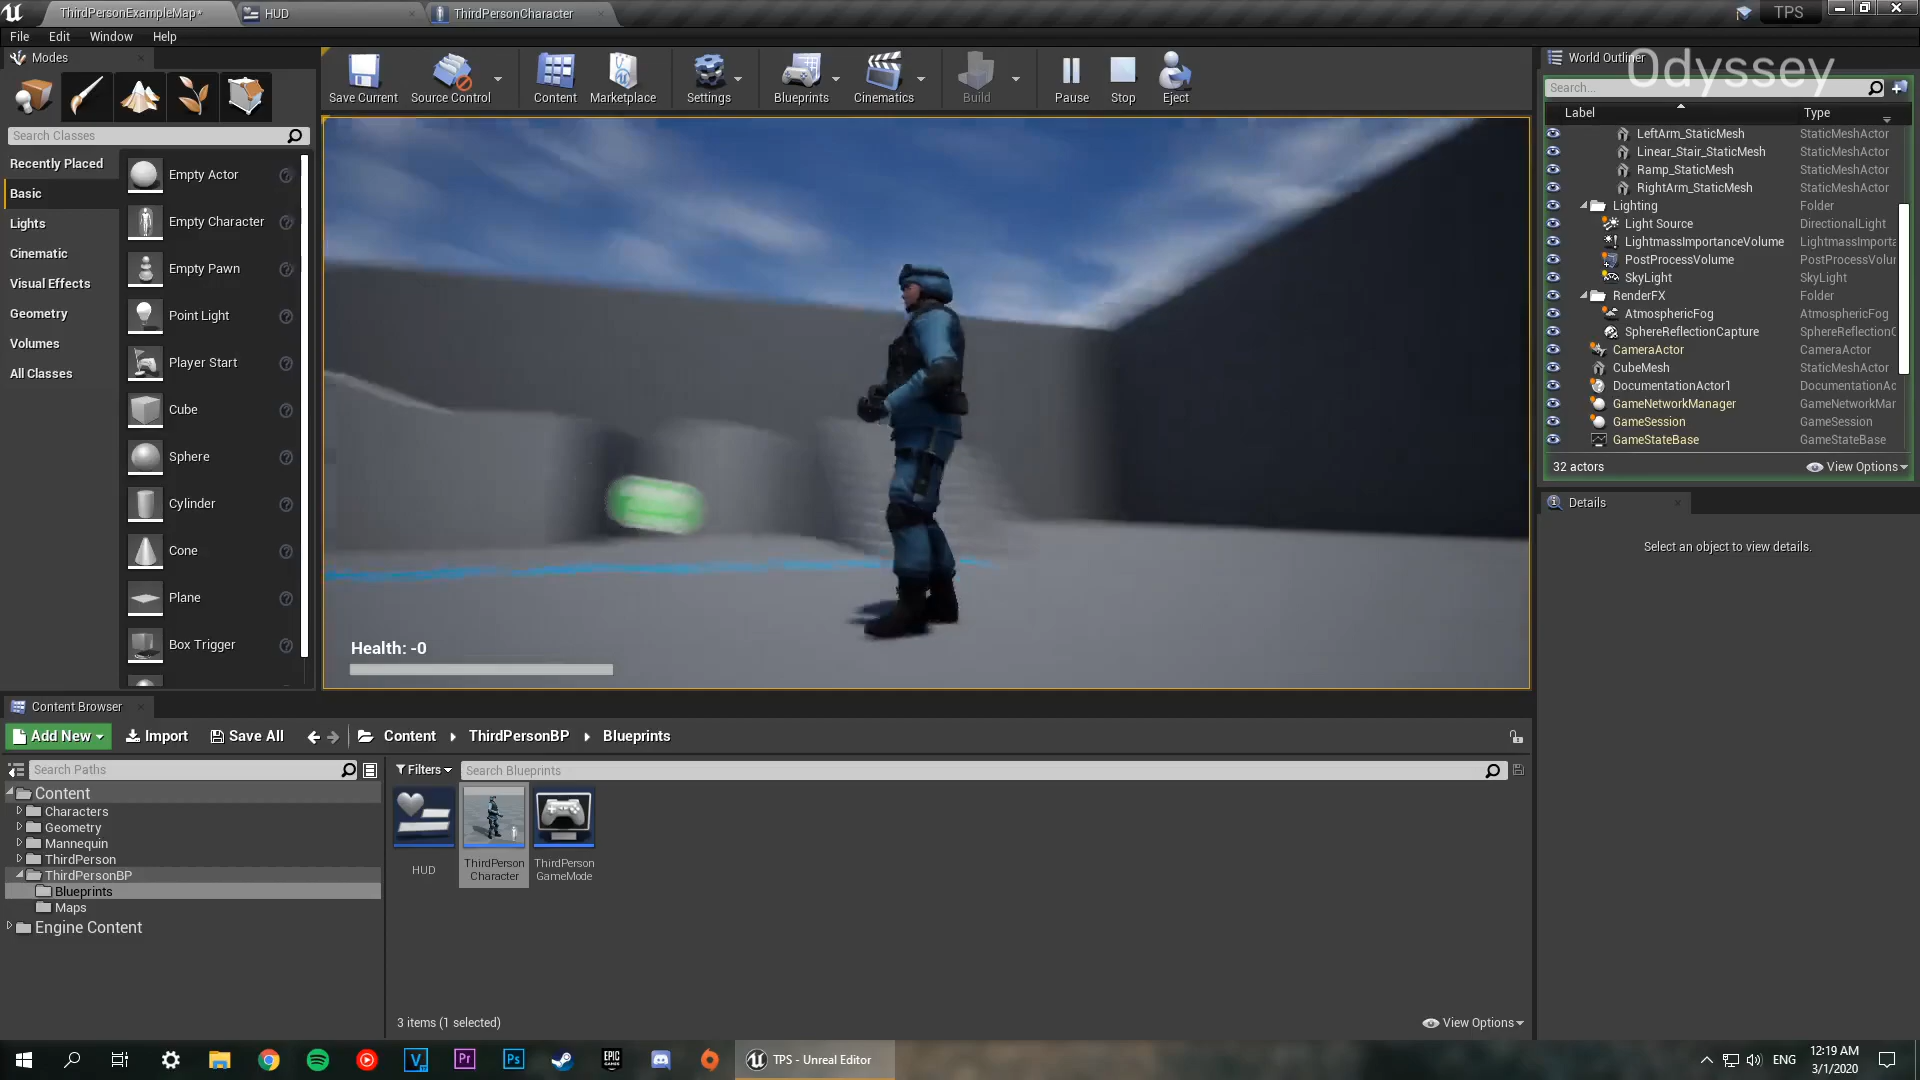 ThirdPersonExampleMap*
HUD
ThirdPersonCharacter
TPS
File Edit Window Help
Modes
Save Current
Source Control
Content
Marketplace
Settings
Blueprints
Cinematics
Build
Pause
Stop
Eject
Search Classes
Recently Placed
Basic
Lights
Cinematic
Visual Effects
Geometry
Volumes
All Classes
Empty Actor
Empty Character
Empty Pawn
Point Light
Player Start
Cube
Sphere
Cylinder
Cone
Plane
Box Trigger
Health: -0
World Outliner
Odyssey
Search...
Label Type
LeftArm_StaticMesh StaticMeshActor
Linear_Stair_StaticMesh StaticMeshActor
Ramp_StaticMesh StaticMeshActor
RightArm_StaticMesh StaticMeshActor
Lighting Folder
Light Source DirectionalLight
LightmassImportanceVolume LightmassImporta
PostProcessVolume PostProcessVolur
SkyLight SkyLight
RenderFX Folder
AtmosphericFog AtmosphericFog
SphereReflectionCapture SphereReflectionC
CameraActor CameraActor
CubeMesh StaticMeshActor
DocumentationActor1 DocumentationAc
GameNetworkManager GameNetworkMar
GameSession GameSession
GameStateBase GameStateBase
32 actors
View Options
Details
Select an object to view details.
Content Browser
Add New Import Save All Content ThirdPersonBP Blueprints
Search Paths
Filters
Search Blueprints
Content
Characters
Geometry
Mannequin
ThirdPerson
ThirdPersonBP
Blueprints
Maps
Engine Content
HUD
ThirdPerson
Character
ThirdPerson
GameMode
3 items (1 selected)
View Options
TPS - Unreal Editor
ENG
12:19 AM
3/1/2020